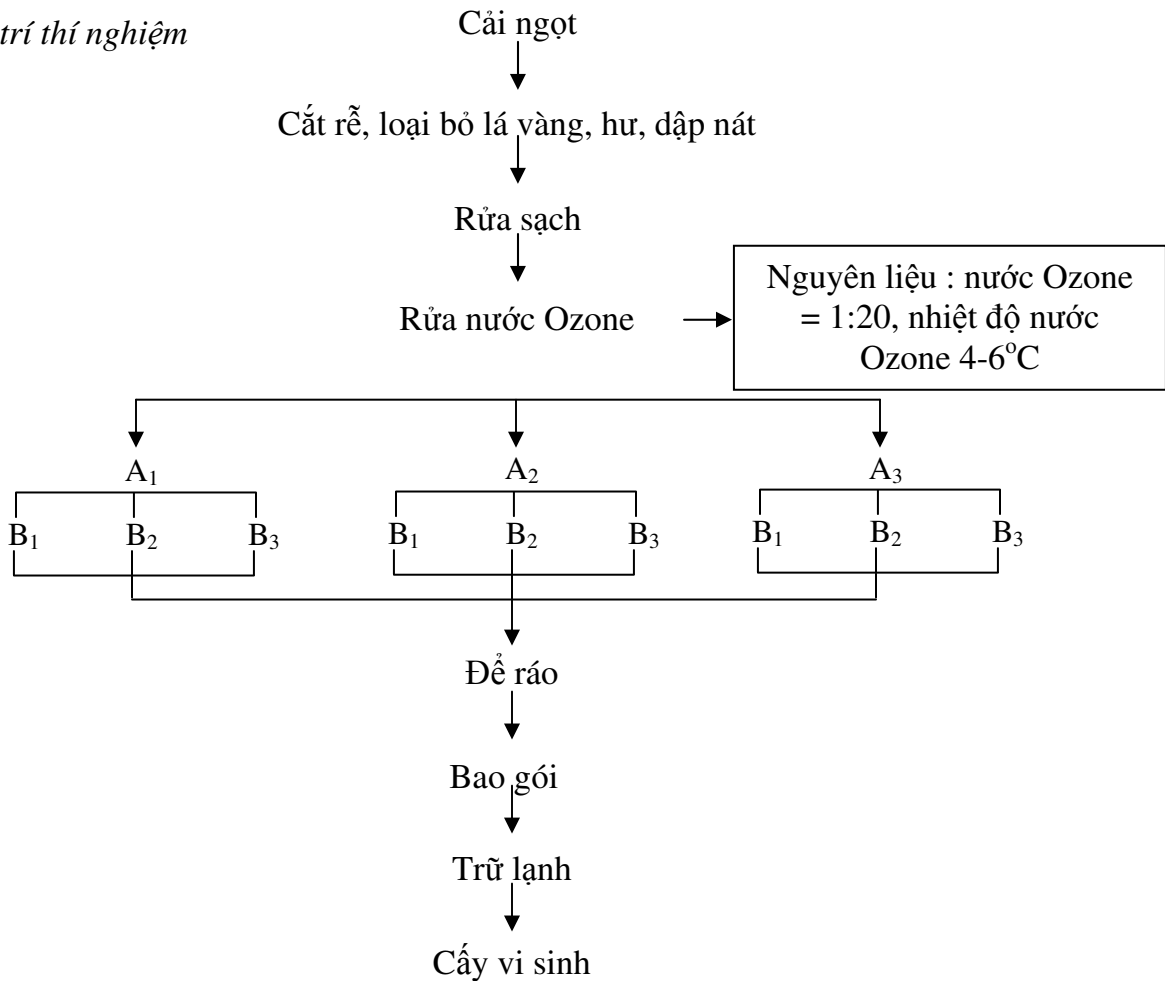 trí thí nghiệm
Cải ngọt
Cắt rễ, loại bỏ lá vàng, hư, dập nát
Rửa sạch
Rửa nước Ozone
Nguyên liệu : nước Ozone
= 1:20, nhiệt độ nước
Ozone 4-6°C
A₁ A₂ A₃
B₁ B₂ B₃ B₁ B₂ B₃ B₁ B₂ B₃
Để ráo
Bao gói
Trữ lạnh
Cấy vi sinh